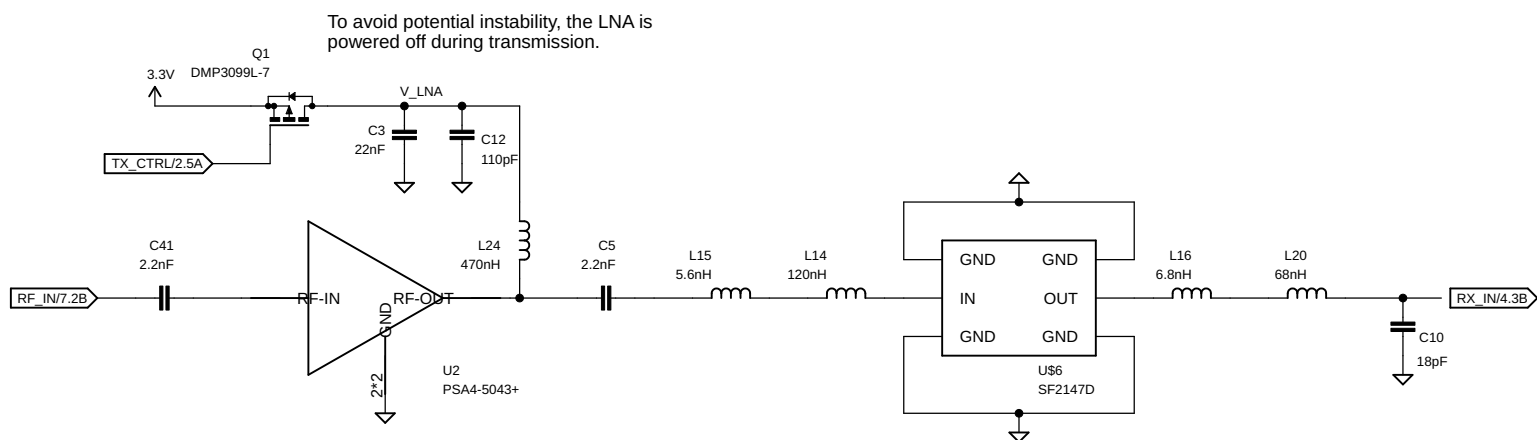 To avoid potential instability, the LNA is
powered off during transmission.
Q1
DMP3099L-7
3.3V
V_LNA
C3
22nF
C12
110pF
TX_CTRL/2.5A
C41
2.2nF
L24
470nH
C5
2.2nF
L15
5.6nH
L14
120nH
L16
6.8nH
L20
68nH
GND
GND
RF_IN/7.2B
RF-IN
RF-OUT
IN
OUT
RX_IN/4.3B
GND
GND
GND
C10
18pF
2*2
U2
PSA4-5043+
U$6
SF2147D